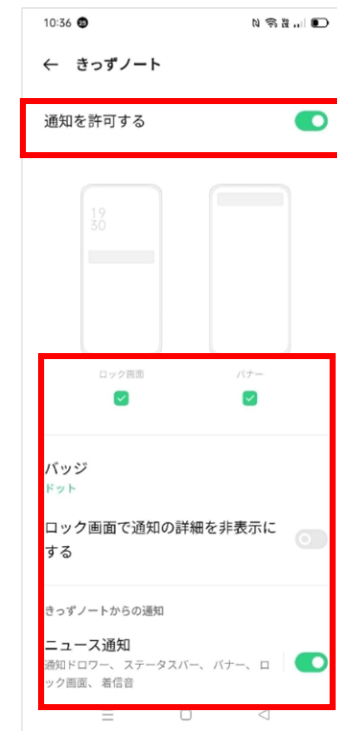 10:36
← きっずノート
通知を許可する
19
30
ロック画面
バナー
バッジ
ドット
ロック画面で通知の詳細を非表示に
する
きっずノートからの通知
ニュース通知
通知ドロワー、 ステータスバー、 バナー、 ロ
ック画面、 着信音